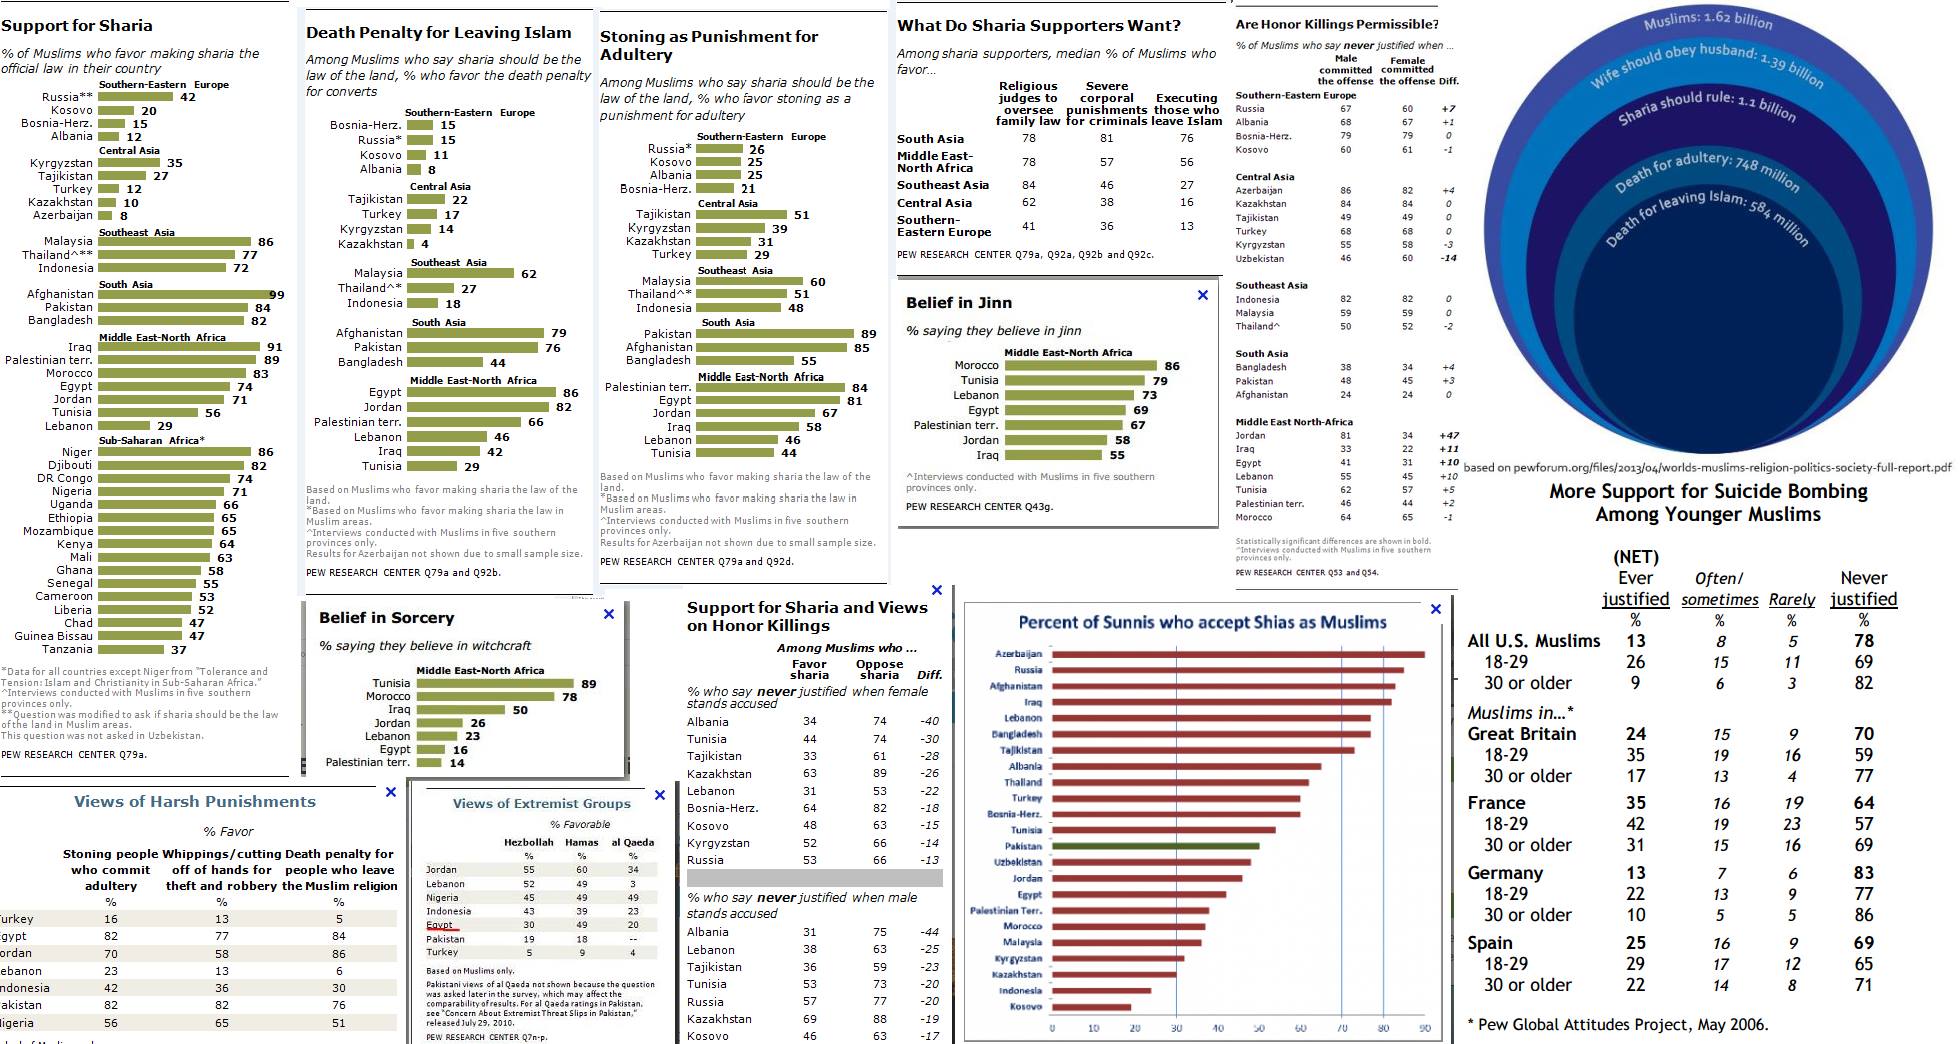 Support for Sharia
% of Muslims who favor making sharia the
official law in their country
Southern-Eastern Europe
Russia** 42
Kosovo 20
Bosnia-Herz. 15
Albania 12
Central Asia
Kyrgyzstan 35
Tajikistan 27
Turkey 12
Kazakhstan 10
Azerbaijan 8
Southeast Asia
Malaysia 86
Thailand^** 77
Indonesia 72
South Asia
Afghanistan 99
Pakistan 84
Bangladesh 82
Middle East-North Africa
Iraq 91
Palestinian terr. 89
Morocco 83
Egypt 74
Jordan 71
Tunisia 56
Lebanon 29
Sub-Saharan Africa*
Niger 86
Djibouti 82
DR Congo 74
Nigeria 71
Uganda 66
Ethiopia 65
Mozambique 65
Kenya 64
Mali 63
Ghana 58
Senegal 55
Cameroon 53
Liberia 52
Chad 47
Guinea Bissau 47
Tanzania 37
*Data for all countries except Niger from "Tolerance and
Tension: Islam and Christianity in Sub-Saharan Africa."
^Interviews conducted with Muslims in five southern
provinces only.
**Question was modified to ask if sharia should be the law
of the land in Muslim areas.
This question was not asked in Uzbekistan.
PEW RESEARCH CENTER Q79a.
Death Penalty for Leaving Islam
Among Muslims who say sharia should be the
law of the land, % who favor the death penalty
for converts
Southern-Eastern Europe
Bosnia-Herz. 15
Russia* 15
Kosovo 11
Albania 8
Central Asia
Tajikistan 22
Turkey 17
Kyrgyzstan 14
Kazakhstan 4
Southeast Asia
Malaysia 62
Thailand^* 27
Indonesia 18
South Asia
Afghanistan 79
Pakistan 76
Bangladesh 44
Middle East-North Africa
Egypt 86
Jordan 82
Palestinian terr. 66
Lebanon 46
Iraq 42
Tunisia 29
Based on Muslims who favor making sharia the law of the
land.
*Based on Muslims who favor making sharia the law in
Muslim areas.
^Interviews conducted with Muslims in five southern
provinces only.
Results for Azerbaijan not shown due to small sample size.
PEW RESEARCH CENTER Q79a and Q92b.
Stoning as Punishment for
Adultery
Among Muslims who say sharia should be the
law of the land, % who favor stoning as a
punishment for adultery
Southern-Eastern Europe
Russia* 26
Kosovo 25
Albania 25
Bosnia-Herz. 21
Central Asia
Tajikistan 51
Kyrgyzstan 39
Kazakhstan 31
Turkey 29
Southeast Asia
Malaysia 60
Thailand^* 51
Indonesia 48
South Asia
Pakistan 89
Afghanistan 85
Bangladesh 55
Middle East-North Africa
Palestinian terr. 84
Egypt 81
Jordan 67
Iraq 58
Lebanon 46
Tunisia 44
Based on Muslims who favor making sharia the law of the
land.
*Based on Muslims who favor making sharia the law in
Muslim areas.
^Interviews conducted with Muslims in five southern
provinces only.
Results for Azerbaijan not shown due to small sample size.
PEW RESEARCH CENTER Q79a and Q92d.
What Do Sharia Supporters Want?
Among sharia supporters, median % of Muslims who
favor...
Religious Severe
judges to corporal Executing
oversee punishments those who
family law for criminals leave Islam
South Asia 78 81 76
Middle East-
North Africa 78 57 56
Southeast Asia 84 46 27
Central Asia 62 38 16
Southern-
Eastern Europe 41 36 13
PEW RESEARCH CENTER Q79a, Q92a, Q92b and Q92c.
Belief in Jinn
% saying they believe in jinn
Middle East-North Africa
Morocco 86
Tunisia 79
Lebanon 73
Egypt 69
Palestinian terr. 67
Jordan 58
Iraq 55
^Interviews conducted with Muslims in five southern
provinces only.
PEW RESEARCH CENTER Q43g.
Are Honor Killings Permissible?
% of Muslims who say never justified when ...
Male Female
committed committed
the offense the offense Diff.
Southern-Eastern Europe
Russia 67 60 +7
Albania 68 67 +1
Bosnia-Herz. 79 79 0
Kosovo 60 61 -1
Central Asia
Azerbaijan 86 82 +4
Kazakhstan 84 84 0
Tajikistan 49 49 0
Turkey 68 68 0
Kyrgyzstan 55 58 -3
Uzbekistan 46 60 -14
Southeast Asia
Indonesia 82 82 0
Malaysia 59 59 0
Thailand^ 50 52 -2
South Asia
Bangladesh 38 34 +4
Pakistan 48 45 +3
Afghanistan 24 24 0
Middle East North-Africa
Jordan 81 34 +47
Iraq 33 22 +11
Egypt 41 31 +10
Lebanon 55 45 +10
Tunisia 62 57 +5
Palestinian terr. 46 44 +2
Morocco 64 65 -1
Statistically significant differences are shown in bold.
^Interviews conducted with Muslims in five southern
provinces only.
PEW RESEARCH CENTER Q53 and Q54.
Muslims: 1.62 billion
Wife should obey husband: 1.39 billion
Sharia should rule: 1.1 billion
Death for adultery: 748 million
Death for leaving Islam: 584 million
based on pewforum.org/files/2013/04/worlds-muslims-religion-politics-society-full-report.pdf
Belief in Sorcery
% saying they believe in witchcraft
Middle East-North Africa
Tunisia 89
Morocco 78
Iraq 50
Jordan 26
Lebanon 23
Egypt 16
Palestinian terr. 14
Views of Harsh Punishments
% Favor
Stoning people Whippings/cutting Death penalty for
who commit off of hands for people who leave
adultery theft and robbery the Muslim religion
% % %
urkey 16 13 5
gypt 82 77 84
ordan 70 58 86
ebanon 23 13 6
ndonesia 42 36 30
akistan 82 82 76
igeria 56 65 51
Views of Extremist Groups
% Favorable
Hezbollah Hamas al Qaeda
% % %
Jordan 55 60 34
Lebanon 52 49 3
Nigeria 45 49 49
Indonesia 43 39 23
Egypt 30 49 20
Pakistan 19 18 --
Turkey 5 9 4
Based on Muslims only.
Pakistani views of al Qaeda not shown because the question
was asked later in the survey, which may affect the
comparability of results. For al Qaeda ratings in Pakistan,
see "Concern About Extremist Threat Slips in Pakistan,"
released July 29, 2010.
PEW RESEARCH CENTER Q7n-p.
Support for Sharia and Views
on Honor Killings
Among Muslims who ...
Favor Oppose
sharia sharia Diff.
% who say never justified when female
stands accused
Albania 34 74 -40
Tunisia 44 74 -30
Tajikistan 33 61 -28
Kazakhstan 63 89 -26
Lebanon 31 53 -22
Bosnia-Herz. 64 82 -18
Kosovo 48 63 -15
Kyrgyzstan 52 66 -14
Russia 53 66 -13
% who say never justified when male
stands accused
Albania 31 75 -44
Lebanon 38 63 -25
Tajikistan 36 59 -23
Tunisia 53 73 -20
Russia 57 77 -20
Kazakhstan 69 88 -19
Kosovo 46 63 -17
Percent of Sunnis who accept Shias as Muslims
Azerbaijan
Russia
Afghanistan
Iraq
Lebanon
Bangladesh
Tajikistan
Albania
Thailand
Turkey
Bosnia-Herz.
Tunisia
Pakistan
Uzbekistan
Jordan
Egypt
Palestinian Terr.
Morocco
Malaysia
Kyrgyzstan
Kazakhstan
Indonesia
Kosovo
0 10 20 30 40 50 60 70 80 90
More Support for Suicide Bombing
Among Younger Muslims
(NET)
Ever Often/ Never
justified sometimes Rarely justified
% % % %
All U.S. Muslims 13 8 5 78
18-29 26 15 11 69
30 or older 9 6 3 82
Muslims in...*
Great Britain 24 15 9 70
18-29 35 19 16 59
30 or older 17 13 4 77
France 35 16 19 64
18-29 42 19 23 57
30 or older 31 15 16 69
Germany 13 7 6 83
18-29 22 13 9 77
30 or older 10 5 5 86
Spain 25 16 9 69
18-29 29 17 12 65
30 or older 22 14 8 71
* Pew Global Attitudes Project, May 2006.